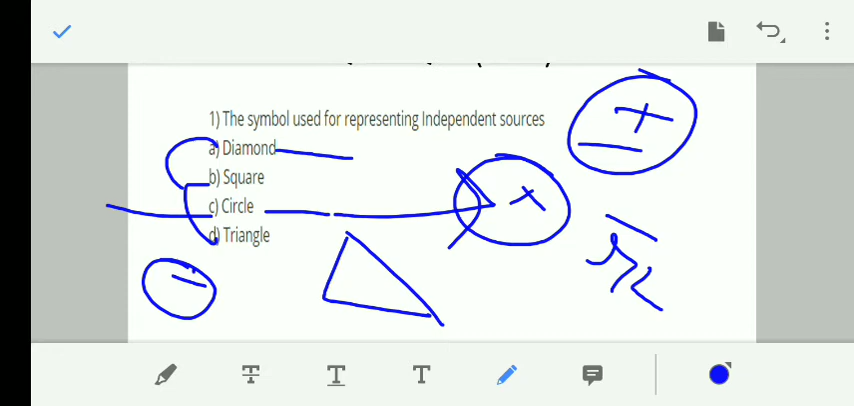 1) The symbol used for representing Independent sources
a) Diamond
b) Square
c) Circle
d) Triangle
+
+
-